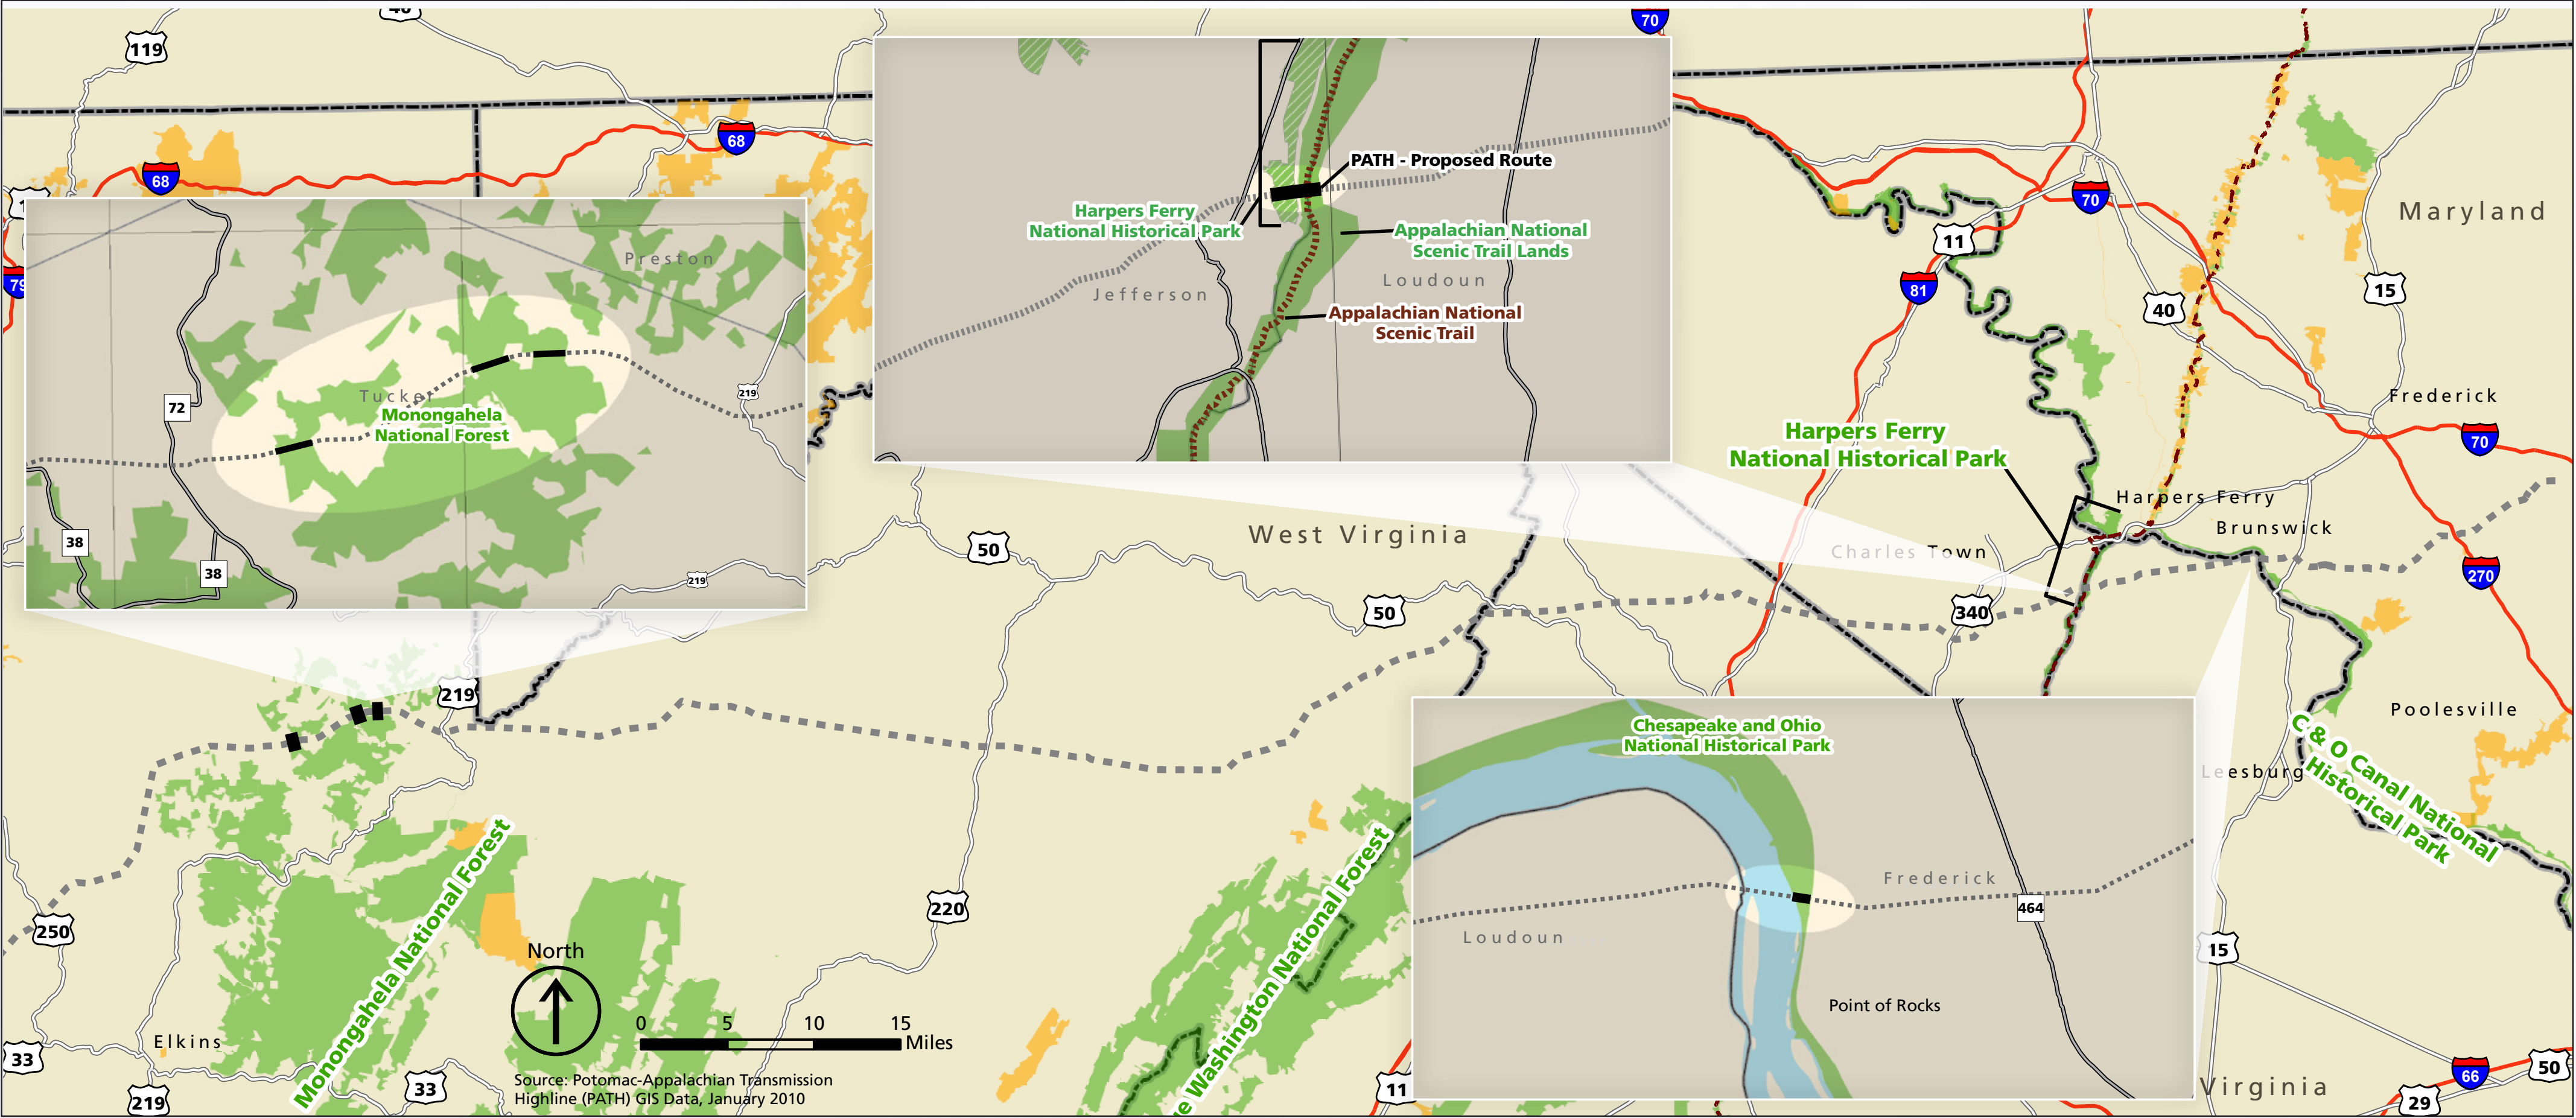 119
70
68
68
79
Maryland
70
11
81
40
15
Frederick
70
Harpers Ferry
National Historical Park
Harpers Ferry
Brunswick
Charles Town
340
270
West Virginia
50
50
Poolesville
Leesburg
C & O Canal National
Historical Park
219
250
Monongahela National Forest
Elkins
33
219
33
220
Washington National Forest
11
15
Virginia
66
50
29
Preston
Tucker
Monongahela
National Forest
72
219
38
38
219
PATH - Proposed Route
Harpers Ferry
National Historical Park
Appalachian National
Scenic Trail Lands
Jefferson
Loudoun
Appalachian National
Scenic Trail
Chesapeake and Ohio
National Historical Park
Frederick
464
Loudoun
Point of Rocks
North
0 5 10 15
Miles
Source: Potomac-Appalachian Transmission
Highline (PATH) GIS Data, January 2010